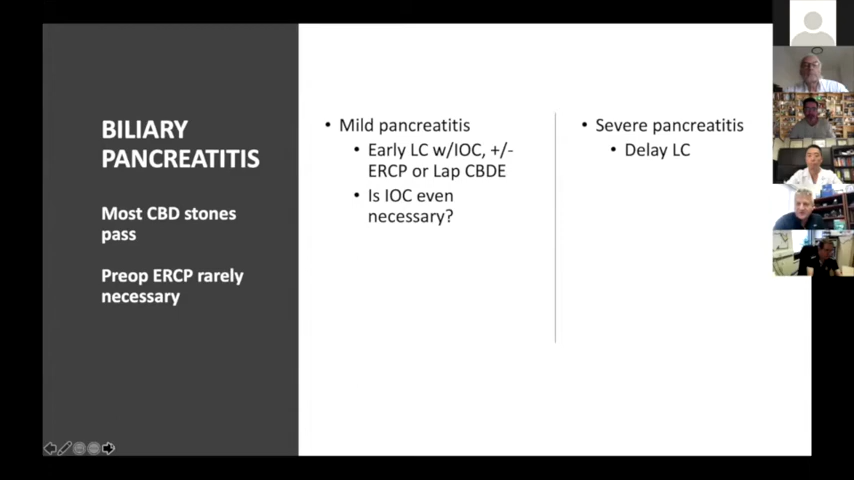 BILIARY
PANCREATITIS
Most CBD stones
pass
Preop ERCP rarely
necessary
• Mild pancreatitis
• Early LC w/IOC, +/-
ERCP or Lap CBDE
• Is IOC even
necessary?
• Severe pancreatitis
• Delay LC